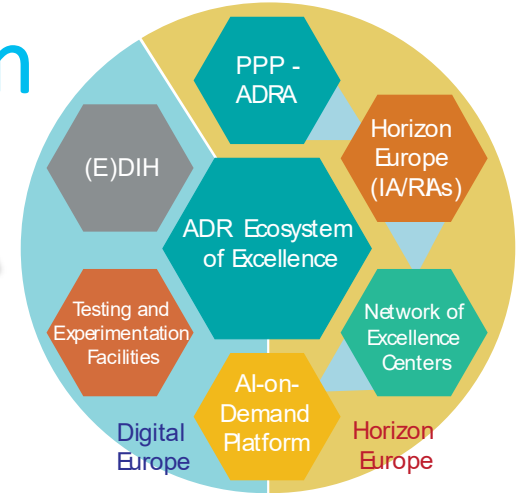 n
PPP -
ADRA
(E)DIH
Horizon
Europe
(IA/RIAs)
ADR Ecosystem
of Excellence
Testing and
Experimentation
Facilities
Network of
Excellence
Centers
AI-on-
Demand
Platform
Digital
Europe
Horizon
Europe